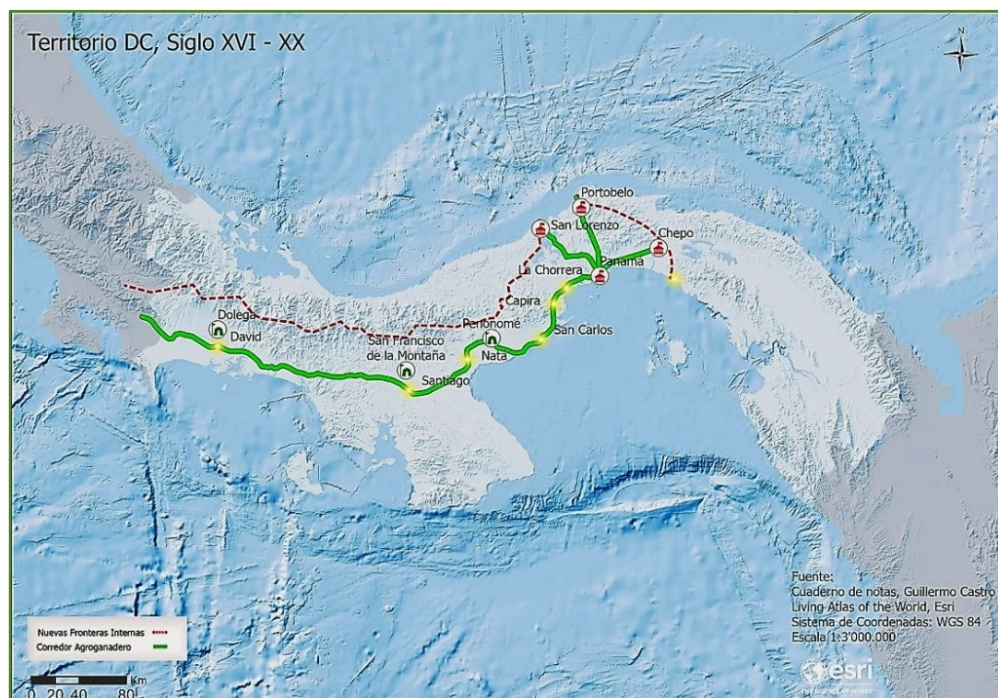 Territorio DC, Siglo XVI - XX
N
Portobelo
San Lorenzo
Chepo
Panamá
La Chorrera
Capira
Dolega
David
San Carlos
Penonomé
San Francisco
de la Montaña
Nata
Santiago
Fuente:
Cuaderno de notas, Guillermo Castro
Living Atlas of the World, Esri
Sistema de Coordenadas: WGS 84
Escala 1:3'000.000
Nuevas Fronteras Internas
Corredor Agroganadero
Km
0 20 40 80
esri